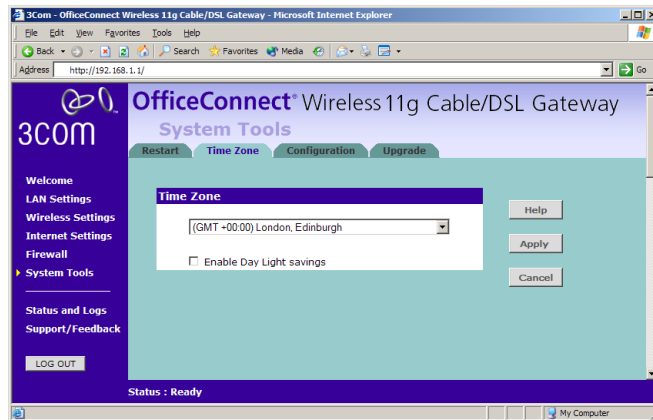 3Com - OfficeConnect Wireless 11g Cable/DSL Gateway - Microsoft Internet Explorer
File Edit View Favorites Tools Help
Back Search Favorites Media
Address http://192.168.1.1/ Go
3COM
OfficeConnect® Wireless 11g Cable/DSL Gateway
System Tools
Restart Time Zone Configuration Upgrade
Welcome
LAN Settings
Wireless Settings
Internet Settings
Firewall
System Tools
Status and Logs
Support/Feedback
LOG OUT
Time Zone
(GMT +00:00) London, Edinburgh
Enable Day Light savings
Help
Apply
Cancel
Status : Ready
My Computer